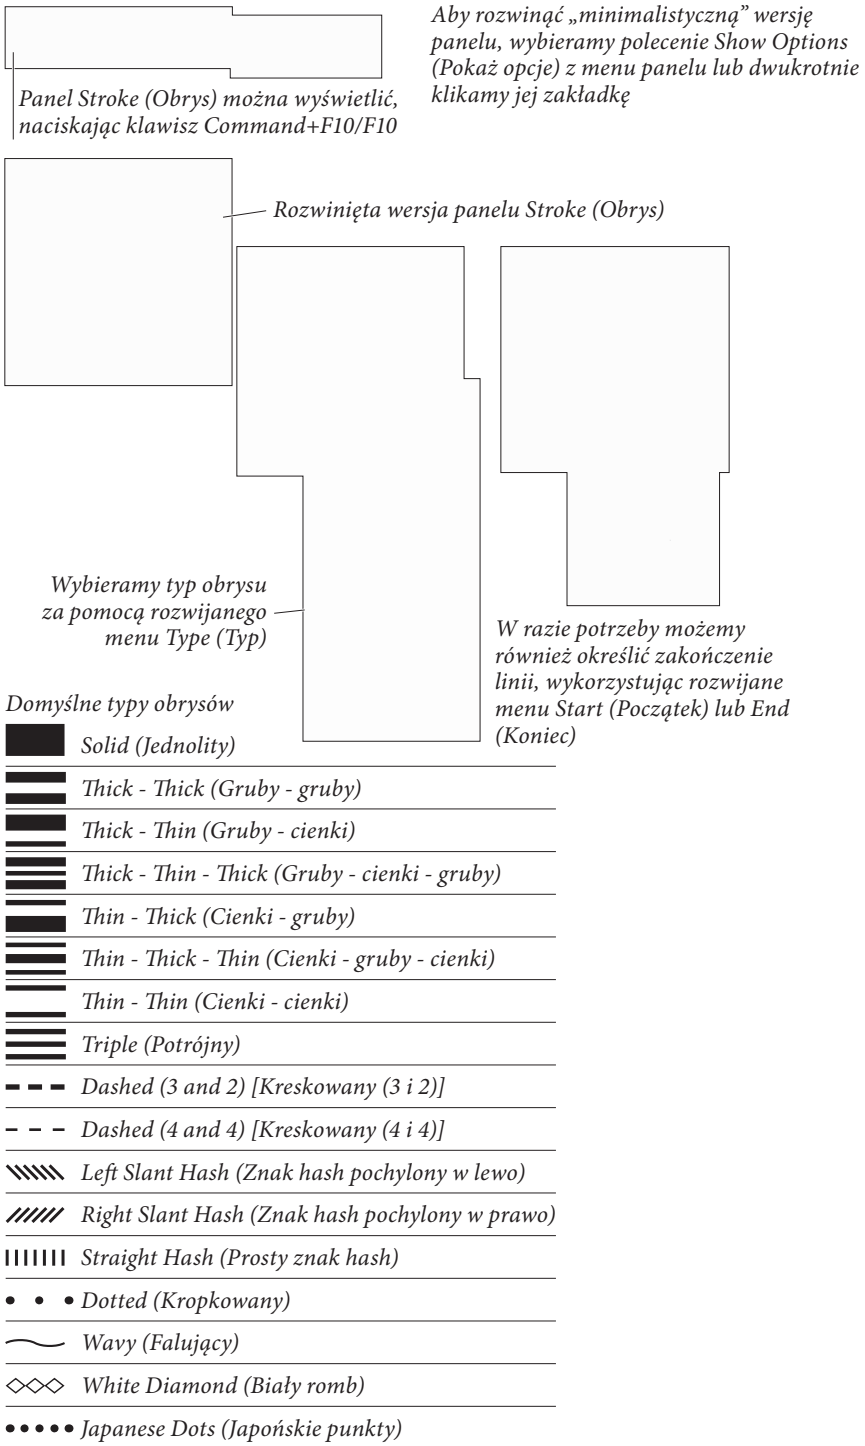 Aby rozwinąć „minimalistyczną” wersję
panelu, wybieramy polecenie Show Options
(Pokaż opcje) z menu panelu lub dwukrotnie
klikamy jej zakładkę
Panel Stroke (Obrys) można wyświetlić,
naciskając klawisz Command+F10/F10
Rozwinięta wersja panelu Stroke (Obrys)
Wybieramy typ obrysu
za pomocą rozwijanego
menu Type (Typ)
W razie potrzeby możemy
również określić zakończenie
linii, wykorzystując rozwijane
menu Start (Początek) lub End
(Koniec)
Domyślne typy obrysów
Solid (Jednolity)
Thick - Thick (Gruby - gruby)
Thick - Thin (Gruby - cienki)
Thick - Thin - Thick (Gruby - cienki - gruby)
Thin - Thick (Cienki - gruby)
Thin - Thick - Thin (Cienki - gruby - cienki)
Thin - Thin (Cienki - cienki)
Triple (Potrójny)
Dashed (3 and 2) [Kreskowany (3 i 2)]
Dashed (4 and 4) [Kreskowany (4 i 4)]
Left Slant Hash (Znak hash pochylony w lewo)
Right Slant Hash (Znak hash pochylony w prawo)
Straight Hash (Prosty znak hash)
Dotted (Kropkowany)
Wavy (Falujący)
White Diamond (Biały romb)
Japanese Dots (Japońskie punkty)